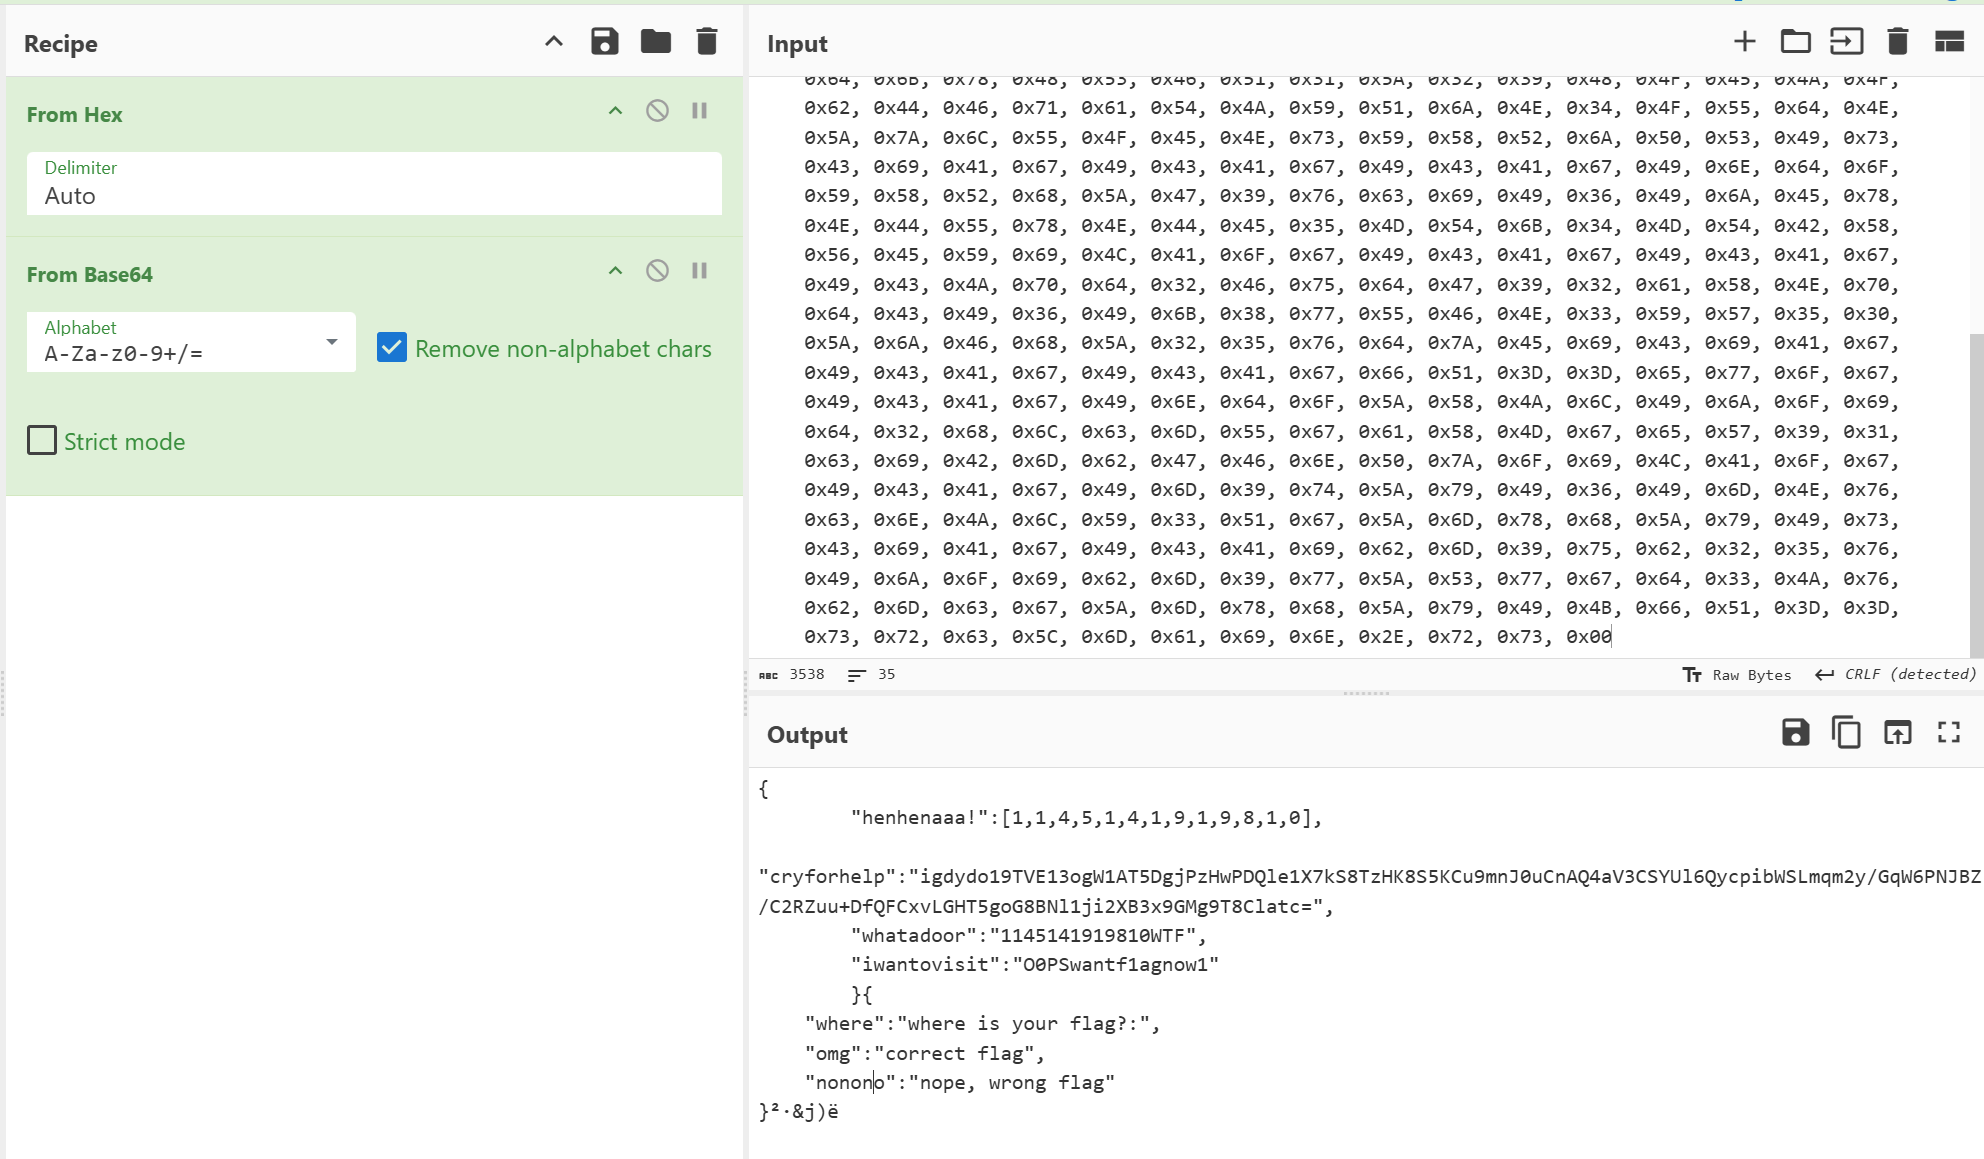 Recipe
From Hex
Delimiter
Auto
From Base64
Alphabet
A-Za-z0-9+/=
Remove non-alphabet chars
Strict mode
Input
0x64, 0x6B, 0x78, 0x48, 0x53, 0x46, 0x51, 0x31, 0x5A, 0x32, 0x39, 0x48, 0x4F, 0x45, 0x4A, 0x4F,
0x62, 0x44, 0x46, 0x71, 0x61, 0x54, 0x4A, 0x59, 0x51, 0x6A, 0x4E, 0x34, 0x4F, 0x55, 0x64, 0x4E,
0x5A, 0x7A, 0x6C, 0x55, 0x4F, 0x45, 0x4E, 0x73, 0x59, 0x58, 0x52, 0x6A, 0x50, 0x53, 0x49, 0x73,
0x43, 0x69, 0x41, 0x67, 0x49, 0x43, 0x41, 0x67, 0x49, 0x43, 0x41, 0x67, 0x49, 0x6E, 0x64, 0x6F,
0x59, 0x58, 0x52, 0x68, 0x5A, 0x47, 0x39, 0x76, 0x63, 0x69, 0x49, 0x36, 0x49, 0x6A, 0x45, 0x78,
0x4E, 0x44, 0x55, 0x78, 0x4E, 0x44, 0x45, 0x35, 0x4D, 0x54, 0x6B, 0x34, 0x4D, 0x54, 0x42, 0x58,
0x56, 0x45, 0x59, 0x69, 0x4C, 0x41, 0x6F, 0x67, 0x49, 0x43, 0x41, 0x67, 0x49, 0x43, 0x41, 0x67,
0x49, 0x43, 0x4A, 0x70, 0x64, 0x32, 0x46, 0x75, 0x64, 0x47, 0x39, 0x32, 0x61, 0x58, 0x4E, 0x70,
0x64, 0x43, 0x49, 0x36, 0x49, 0x6B, 0x38, 0x77, 0x55, 0x46, 0x4E, 0x33, 0x59, 0x57, 0x35, 0x30,
0x5A, 0x6A, 0x46, 0x68, 0x5A, 0x32, 0x35, 0x76, 0x64, 0x7A, 0x45, 0x69, 0x43, 0x69, 0x41, 0x67,
0x49, 0x43, 0x41, 0x67, 0x49, 0x43, 0x41, 0x67, 0x66, 0x51, 0x3D, 0x3D, 0x65, 0x77, 0x6F, 0x67,
0x49, 0x43, 0x41, 0x67, 0x49, 0x6E, 0x64, 0x6F, 0x5A, 0x58, 0x4A, 0x6C, 0x49, 0x6A, 0x6F, 0x69,
0x64, 0x32, 0x68, 0x6C, 0x63, 0x6D, 0x55, 0x67, 0x61, 0x58, 0x4D, 0x67, 0x65, 0x57, 0x39, 0x31,
0x63, 0x69, 0x42, 0x6D, 0x62, 0x47, 0x46, 0x6E, 0x50, 0x7A, 0x6F, 0x69, 0x4C, 0x41, 0x6F, 0x67,
0x49, 0x43, 0x41, 0x67, 0x49, 0x6D, 0x39, 0x74, 0x5A, 0x79, 0x49, 0x36, 0x49, 0x6D, 0x4E, 0x76,
0x63, 0x6E, 0x4A, 0x6C, 0x59, 0x33, 0x51, 0x67, 0x5A, 0x6D, 0x78, 0x68, 0x5A, 0x79, 0x49, 0x73,
0x43, 0x69, 0x41, 0x67, 0x49, 0x43, 0x41, 0x69, 0x62, 0x6D, 0x39, 0x75, 0x62, 0x32, 0x35, 0x76,
0x49, 0x6A, 0x6F, 0x69, 0x62, 0x6D, 0x39, 0x77, 0x5A, 0x53, 0x77, 0x67, 0x64, 0x33, 0x4A, 0x76,
0x62, 0x6D, 0x63, 0x67, 0x5A, 0x6D, 0x78, 0x68, 0x5A, 0x79, 0x49, 0x4B, 0x66, 0x51, 0x3D, 0x3D,
0x73, 0x72, 0x63, 0x5C, 0x6D, 0x61, 0x69, 0x6E, 0x2E, 0x72, 0x73, 0x00
ABC 3538 35 Raw Bytes CRLF (detected)
Output
{
"henhenaaa!":[1,1,4,5,1,4,1,9,1,9,8,1,0],
"cryforhelp":"igdydo19TVE13ogW1AT5DgjPzHwPDQle1X7kS8TzHK8S5KCu9mnJ0uCnAQ4aV3CSYUl6QycpibWSLmqm2y/GqW6PNJBZ
/C2RZuu+DfQFCxvLGHT5goG8BNl1ji2XB3x9GMg9T8Clatc=",
"whatadoor":"1145141919810WTF",
"iwantovisit":"O0PSwantf1agnow1"
}{
"where":"where is your flag?:",
"omg":"correct flag",
"nonono":"nope, wrong flag"
}²·&j)ë